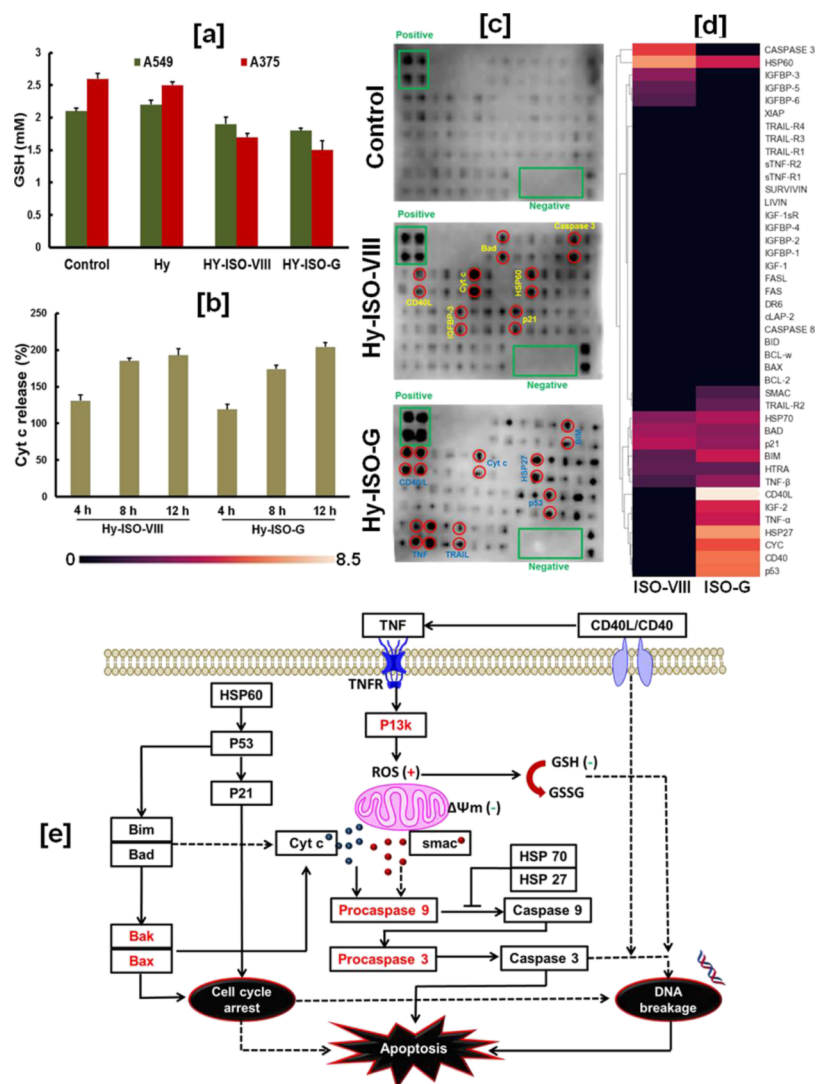 [a]
A549
A375
GSH (mM)
3
2.5
2
1.5
1
0.5
0
Control
Hy
HY-ISO-VIII
HY-ISO-G
[b]
Cyt c release (%)
250
200
150
100
50
0
4 h
8 h
12 h
4 h
8 h
12 h
Hy-ISO-VIII
Hy-ISO-G
0
8.5
[c]
Control
Positive
Negative
Hy-ISO-VIII
Positive
Caspase 3
Bad
Cyt c
HSP60
CD40L
IGFBP-3
p21
Negative
Hy-ISO-G
Positive
BIM
Cyt c
HSP27
CD40/L
p53
TNF
TRAIL
Negative
[d]
CASPASE 3
HSP60
IGFBP-3
IGFBP-5
IGFBP-6
XIAP
TRAIL-R4
TRAIL-R3
TRAIL-R1
sTNF-R2
sTNF-R1
SURVIVIN
LIVIN
IGF-1sR
IGFBP-4
IGFBP-2
IGFBP-1
IGF-1
FASL
FAS
DR6
cLAP-2
CASPASE 8
BID
BCL-w
BAX
BCL-2
SMAC
TRAIL-R2
HSP70
BAD
p21
BIM
HTRA
TNF-β
CD40L
IGF-2
TNF-α
HSP27
CYC
CD40
p53
ISO-VIII
ISO-G
[e]
TNF
CD40L/CD40
TNFR
HSP60
P13k
P53
ROS (+)
GSH (-)
GSSG
P21
ΔΨm (-)
Bim
Bad
Cyt c
smac
HSP 70
HSP 27
Bak
Bax
Procaspase 9
Caspase 9
Procaspase 3
Caspase 3
Cell cycle
arrest
DNA
breakage
Apoptosis